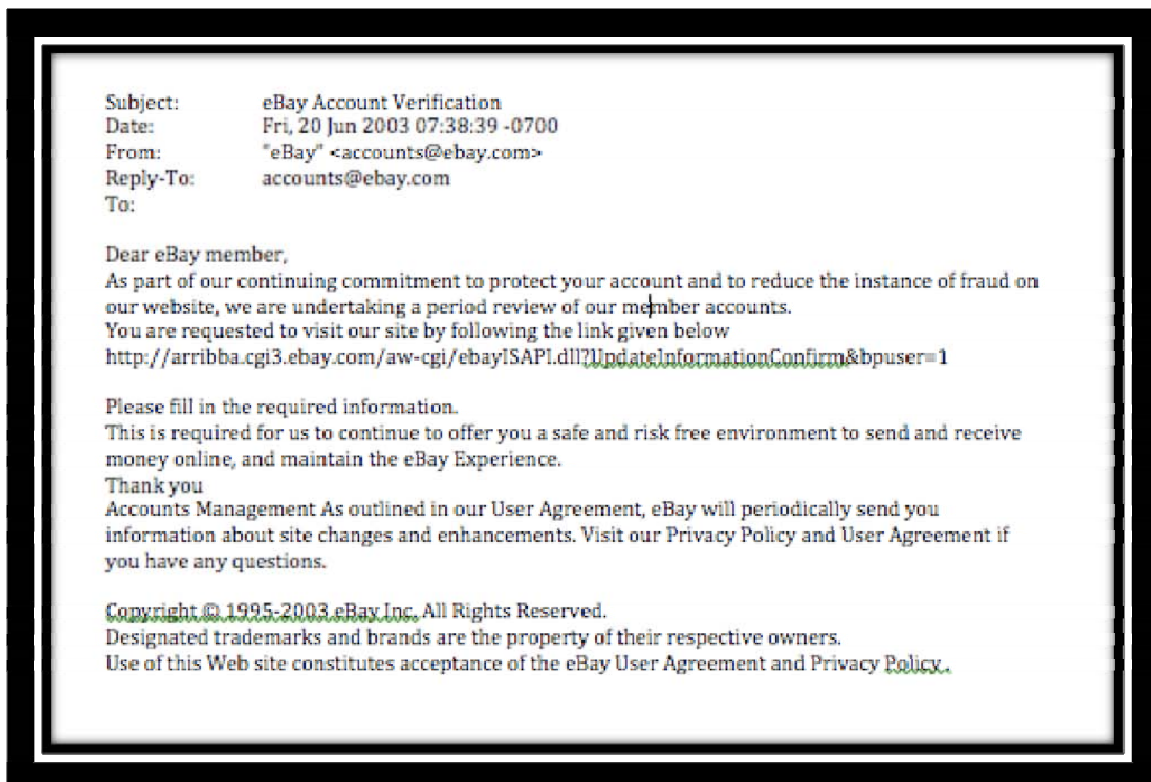 Subject: eBay Account Verification
Date: Fri, 20 Jun 2003 07:38:39 -0700
From: "eBay" <accounts@ebay.com>
Reply-To: accounts@ebay.com
To:
Dear eBay member,
As part of our continuing commitment to protect your account and to reduce the instance of fraud on
our website, we are undertaking a period review of our member accounts.
You are requested to visit our site by following the link given below
http://arribba.cgi3.ebay.com/aw-cgi/ebayISAPI.dll?UpdateInformationConfirm&bpuser=1
Please fill in the required information.
This is required for us to continue to offer you a safe and risk free environment to send and receive
money online, and maintain the eBay Experience.
Thank you
Accounts Management As outlined in our User Agreement, eBay will periodically send you
information about site changes and enhancements. Visit our Privacy Policy and User Agreement if
you have any questions.
Copyright © 1995-2003 eBay Inc. All Rights Reserved.
Designated trademarks and brands are the property of their respective owners.
Use of this Web site constitutes acceptance of the eBay User Agreement and Privacy Policy .